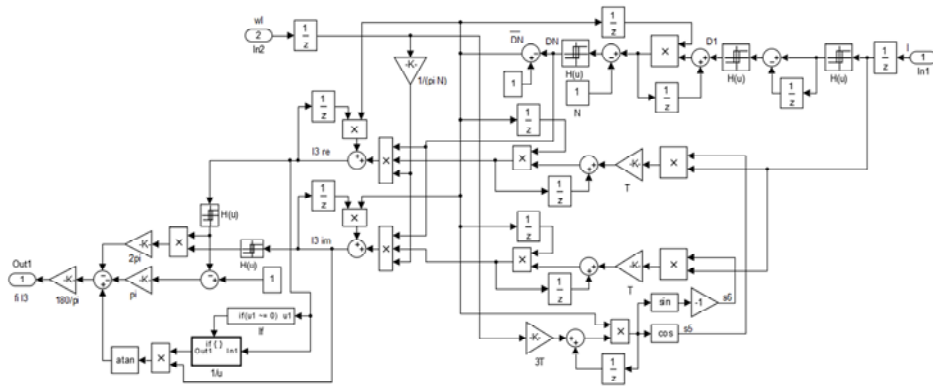 wI
2
In2
1
z
1
z
DN
DN
H(u)
1
N
×
D1
1
z
H(u)
1
z
H(u)
1
z
I
1
In1
-K-
1/(pi N)
1
z
×
I3 re
×
1
z
×
1
z
-K-
T
×
1
z
×
I3 im
×
1
z
×
1
z
-K-
T
×
H(u)
H(u)
2pi
-K-
×
Out1
1
fi I3
-K-
180/pi
-K-
pi
1
if(u1 ~= 0) u1
If
if { }
Out1 In1
1/u
atan
×
-K-
3T
×
1
z
sin
-1
s6
cos
s5